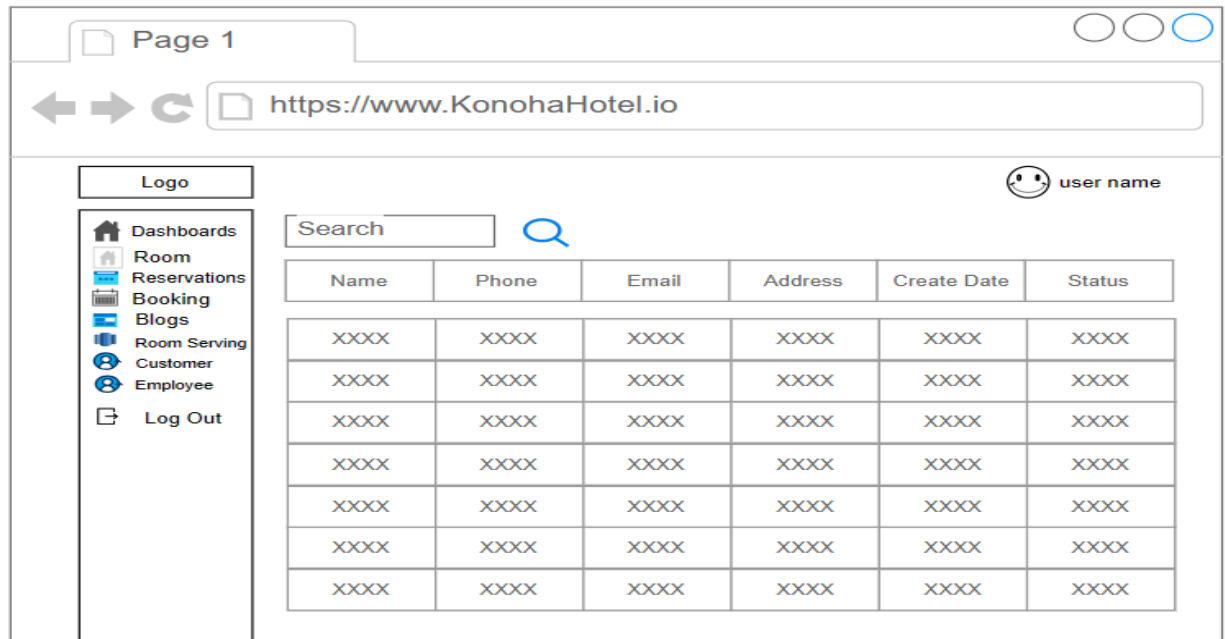 Page 1
https://www.KonohaHotel.io
Logo
user name
Dashboards
Room
Reservations
Booking
Blogs
Room Serving
Customer
Employee
Log Out
Search
Name Phone Email Address Create Date Status
XXXX XXXX XXXX XXXX XXXX XXXX
XXXX XXXX XXXX XXXX XXXX XXXX
XXXX XXXX XXXX XXXX XXXX XXXX
XXXX XXXX XXXX XXXX XXXX XXXX
XXXX XXXX XXXX XXXX XXXX XXXX
XXXX XXXX XXXX XXXX XXXX XXXX
XXXX XXXX XXXX XXXX XXXX XXXX